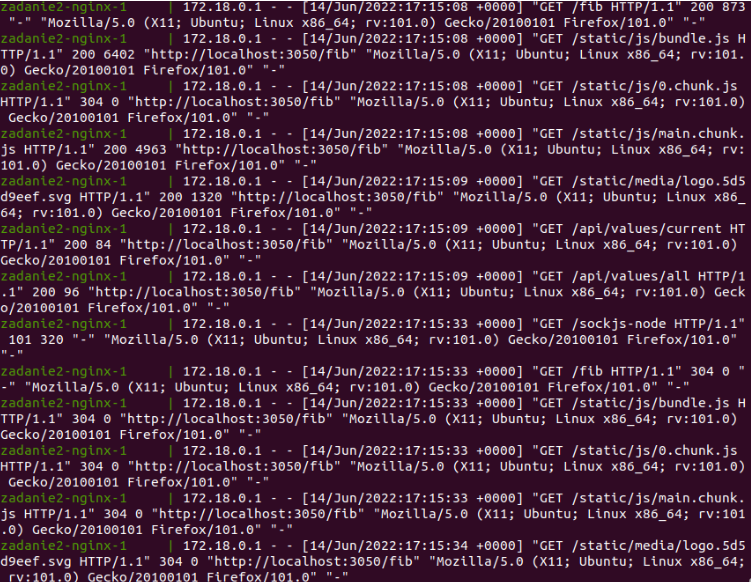 zadanie2-nginx-1     | 172.18.0.1 - - [14/Jun/2022:17:15:08 +0000] "GET /fib HTTP/1.1" 200 873
 "-" "Mozilla/5.0 (X11; Ubuntu; Linux x86_64; rv:101.0) Gecko/20100101 Firefox/101.0" "-"
zadanie2-nginx-1     | 172.18.0.1 - - [14/Jun/2022:17:15:08 +0000] "GET /static/js/bundle.js H
TTP/1.1" 200 6402 "http://localhost:3050/fib" "Mozilla/5.0 (X11; Ubuntu; Linux x86_64; rv:101.
0) Gecko/20100101 Firefox/101.0" "-"
zadanie2-nginx-1     | 172.18.0.1 - - [14/Jun/2022:17:15:08 +0000] "GET /static/js/0.chunk.js 
HTTP/1.1" 304 0 "http://localhost:3050/fib" "Mozilla/5.0 (X11; Ubuntu; Linux x86_64; rv:101.0)
 Gecko/20100101 Firefox/101.0" "-"
zadanie2-nginx-1     | 172.18.0.1 - - [14/Jun/2022:17:15:08 +0000] "GET /static/js/main.chunk.
js HTTP/1.1" 200 4963 "http://localhost:3050/fib" "Mozilla/5.0 (X11; Ubuntu; Linux x86_64; rv:
101.0) Gecko/20100101 Firefox/101.0" "-"
zadanie2-nginx-1     | 172.18.0.1 - - [14/Jun/2022:17:15:09 +0000] "GET /static/media/logo.5d5
d9eef.svg HTTP/1.1" 200 1320 "http://localhost:3050/fib" "Mozilla/5.0 (X11; Ubuntu; Linux x86_
64; rv:101.0) Gecko/20100101 Firefox/101.0" "-"
zadanie2-nginx-1     | 172.18.0.1 - - [14/Jun/2022:17:15:09 +0000] "GET /api/values/current HT
TP/1.1" 200 84 "http://localhost:3050/fib" "Mozilla/5.0 (X11; Ubuntu; Linux x86_64; rv:101.0) 
Gecko/20100101 Firefox/101.0" "-"
zadanie2-nginx-1     | 172.18.0.1 - - [14/Jun/2022:17:15:09 +0000] "GET /api/values/all HTTP/1
.1" 200 96 "http://localhost:3050/fib" "Mozilla/5.0 (X11; Ubuntu; Linux x86_64; rv:101.0) Geck
o/20100101 Firefox/101.0" "-"
zadanie2-nginx-1     | 172.18.0.1 - - [14/Jun/2022:17:15:33 +0000] "GET /sockjs-node HTTP/1.1"
 101 320 "-" "Mozilla/5.0 (X11; Ubuntu; Linux x86_64; rv:101.0) Gecko/20100101 Firefox/101.0" 
"-"
zadanie2-nginx-1     | 172.18.0.1 - - [14/Jun/2022:17:15:33 +0000] "GET /fib HTTP/1.1" 304 0 "
-" "Mozilla/5.0 (X11; Ubuntu; Linux x86_64; rv:101.0) Gecko/20100101 Firefox/101.0" "-"
zadanie2-nginx-1     | 172.18.0.1 - - [14/Jun/2022:17:15:33 +0000] "GET /static/js/bundle.js H
TTP/1.1" 304 0 "http://localhost:3050/fib" "Mozilla/5.0 (X11; Ubuntu; Linux x86_64; rv:101.0) 
Gecko/20100101 Firefox/101.0" "-"
zadanie2-nginx-1     | 172.18.0.1 - - [14/Jun/2022:17:15:33 +0000] "GET /static/js/0.chunk.js 
HTTP/1.1" 304 0 "http://localhost:3050/fib" "Mozilla/5.0 (X11; Ubuntu; Linux x86_64; rv:101.0)
 Gecko/20100101 Firefox/101.0" "-"
zadanie2-nginx-1     | 172.18.0.1 - - [14/Jun/2022:17:15:33 +0000] "GET /static/js/main.chunk.
js HTTP/1.1" 304 0 "http://localhost:3050/fib" "Mozilla/5.0 (X11; Ubuntu; Linux x86_64; rv:101
.0) Gecko/20100101 Firefox/101.0" "-"
zadanie2-nginx-1     | 172.18.0.1 - - [14/Jun/2022:17:15:34 +0000] "GET /static/media/logo.5d5
d9eef.svg HTTP/1.1" 304 0 "http://localhost:3050/fib" "Mozilla/5.0 (X11; Ubuntu; Linux x86_64;
 rv:101.0) Gecko/20100101 Firefox/101.0" "-"